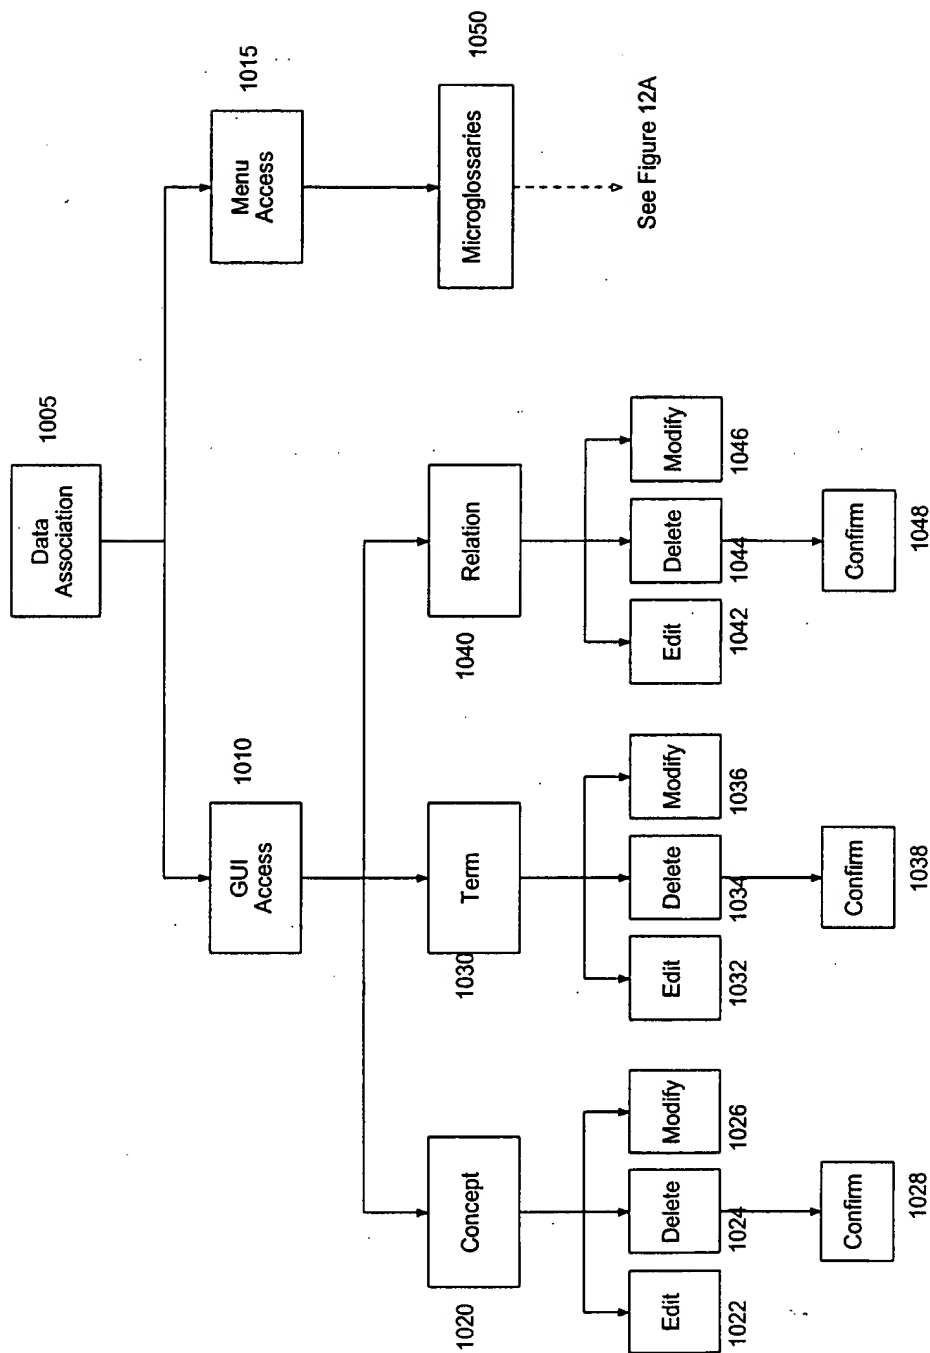 Data
Association
1005
GUI
Access
1010
Menu
Access
1015
1020
Concept
1030
Term
1040
Relation
Microglossaries
1050
Edit
Delete
Modify
Edit
Delete
Modify
Edit
Delete
Modify
See Figure 12A
1022
1024
1026
1032
1034
1036
1042
1044
1046
Confirm
Confirm
Confirm
1028
1038
1048